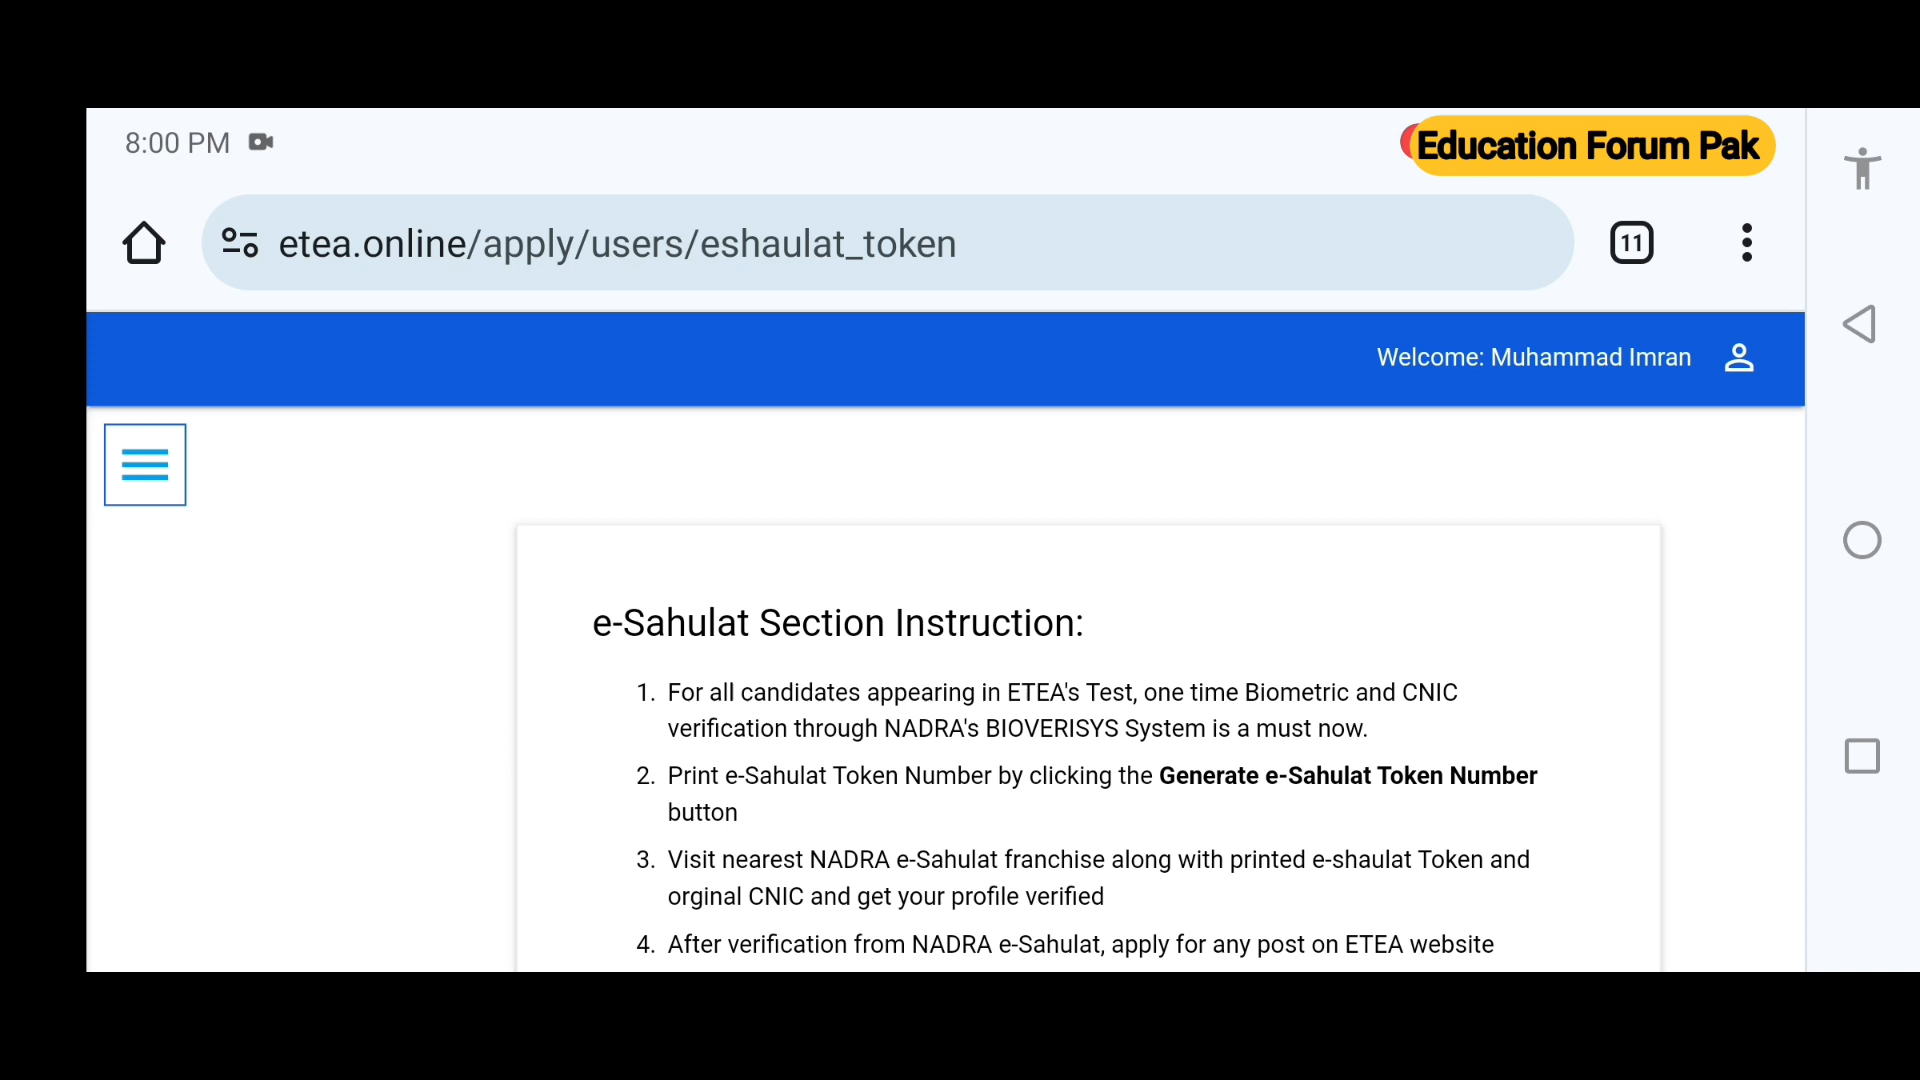 8:00 PM
Education Forum Pak
etea.online/apply/users/eshaulat_token
11
Welcome: Muhammad Imran
e-Sahulat Section Instruction:
1. For all candidates appearing in ETEA's Test, one time Biometric and CNIC
verification through NADRA's BIOVERISYS System is a must now.
2. Print e-Sahulat Token Number by clicking the Generate e-Sahulat Token Number
button
3. Visit nearest NADRA e-Sahulat franchise along with printed e-shaulat Token and
orginal CNIC and get your profile verified
4. After verification from NADRA e-Sahulat, apply for any post on ETEA website